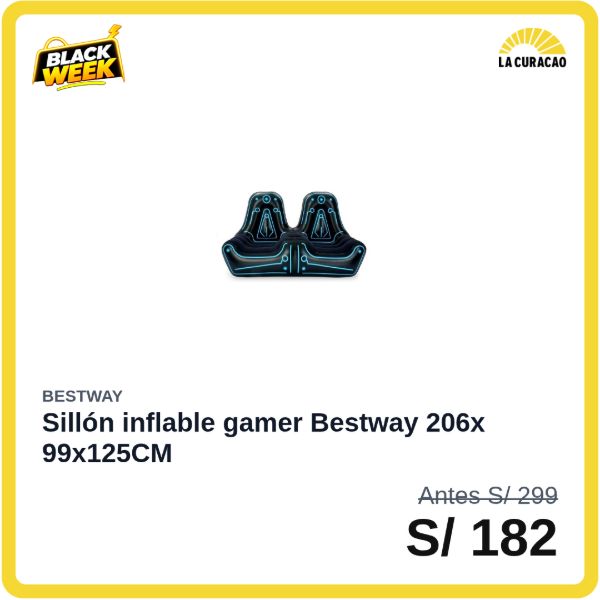 BLACK
WEEK
LA CURACAO
BESTWAY
Sillón inflable gamer Bestway 206x
99x125CM
Antes S/ 299
S/ 182